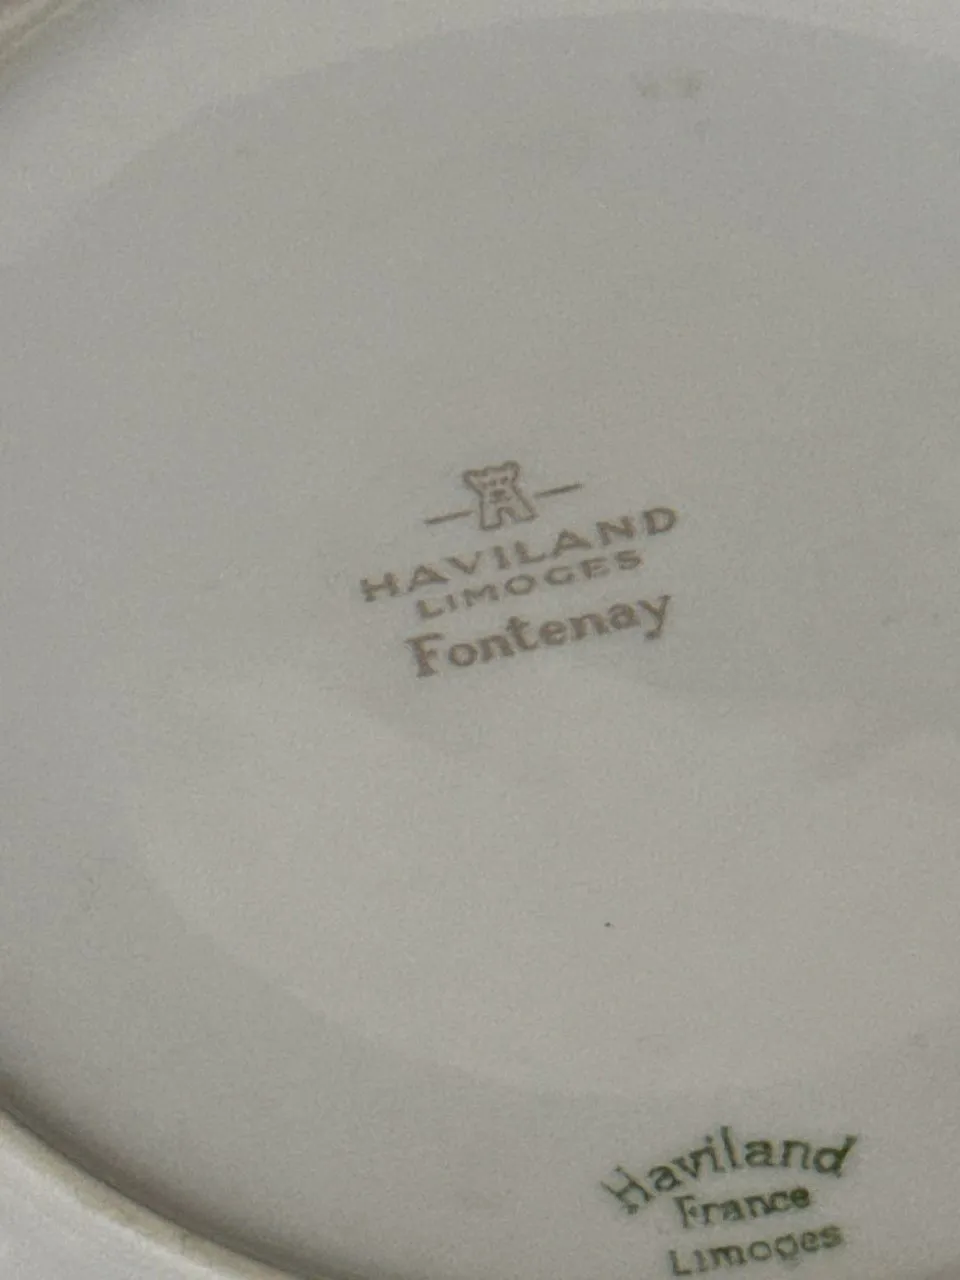 HAVILAND
LIMOGES
Fontenay
Haviland
France
Limoges